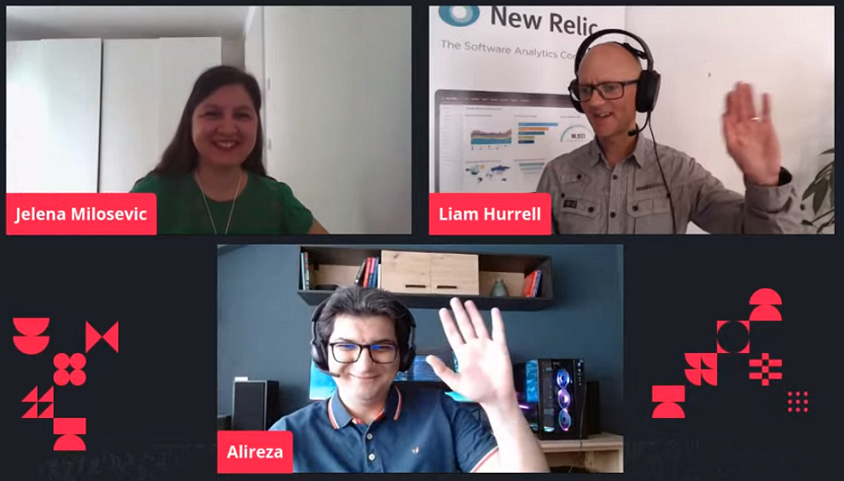 New Relic
The Software Analytics Co
Jelena Milosevic
Liam Hurrell
Alireza